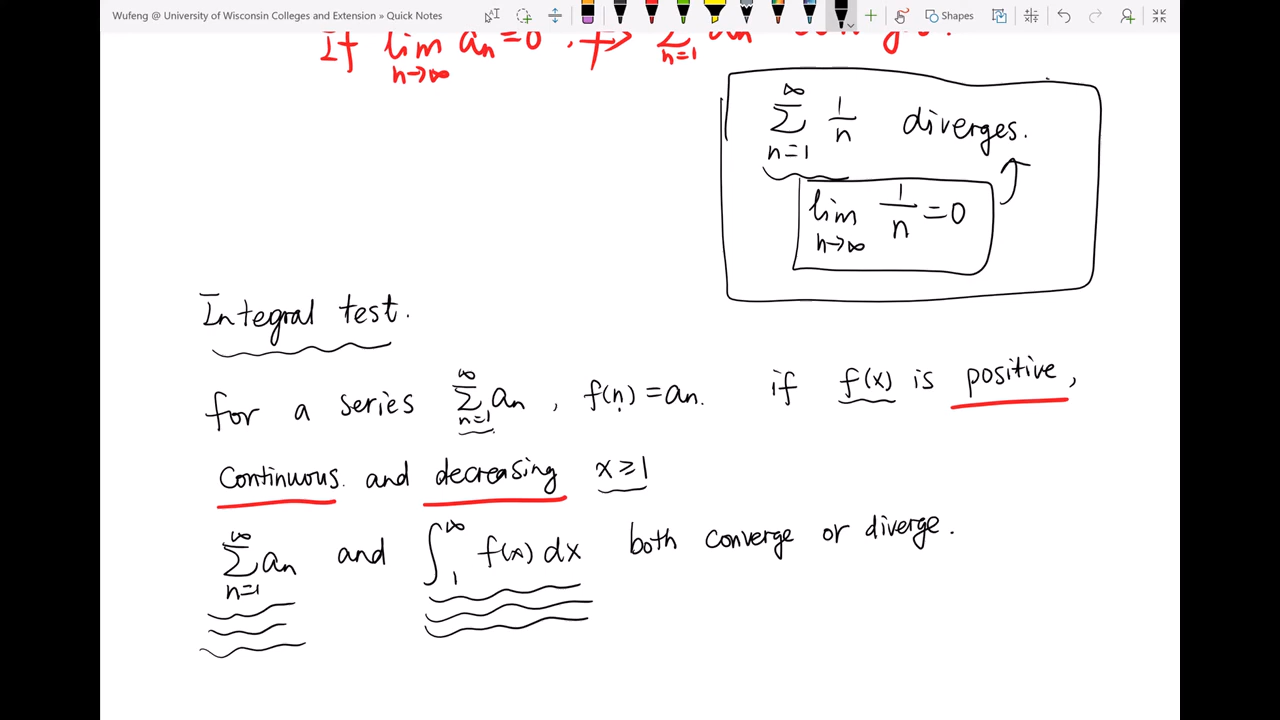 Wufeng @ University of Wisconsin Colleges and Extension » Quick Notes
Shapes
If lim aₙ = 0 , ⇏ ∑ aₙ
n→∞ n=1
∞
∑ 1/n diverges.
n=1
lim 1/n = 0
n→∞
Integral test.
for a series ∑_{n=1}^{∞} aₙ , f(n) = aₙ. if f(x) is positive,
Continuous. and decreasing x ≥ 1
∑_{n=1}^{∞} aₙ and ∫_{1}^{∞} f(x) dx both converge or diverge.